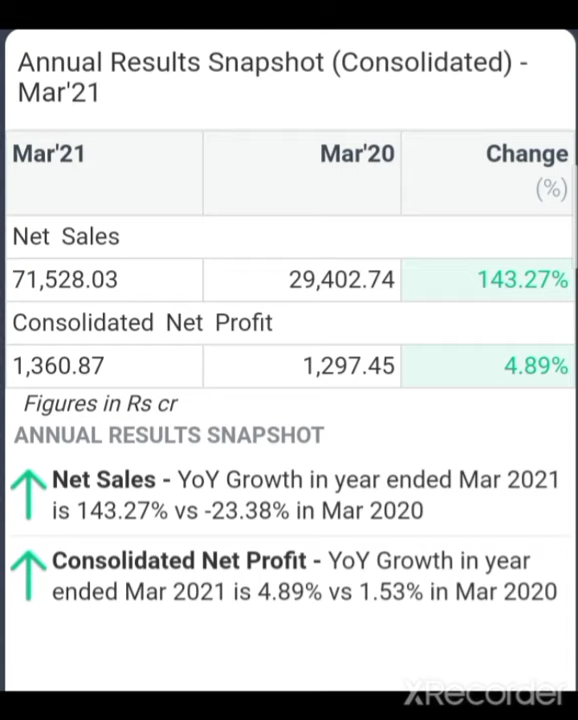 Annual Results Snapshot (Consolidated) -
Mar'21
Mar'21 Mar'20 Change
(%)
Net Sales
71,528.03 29,402.74 143.27%
Consolidated Net Profit
1,360.87 1,297.45 4.89%
Figures in Rs cr
ANNUAL RESULTS SNAPSHOT
Net Sales - YoY Growth in year ended Mar 2021
is 143.27% vs -23.38% in Mar 2020
Consolidated Net Profit - YoY Growth in year
ended Mar 2021 is 4.89% vs 1.53% in Mar 2020
XRecorder